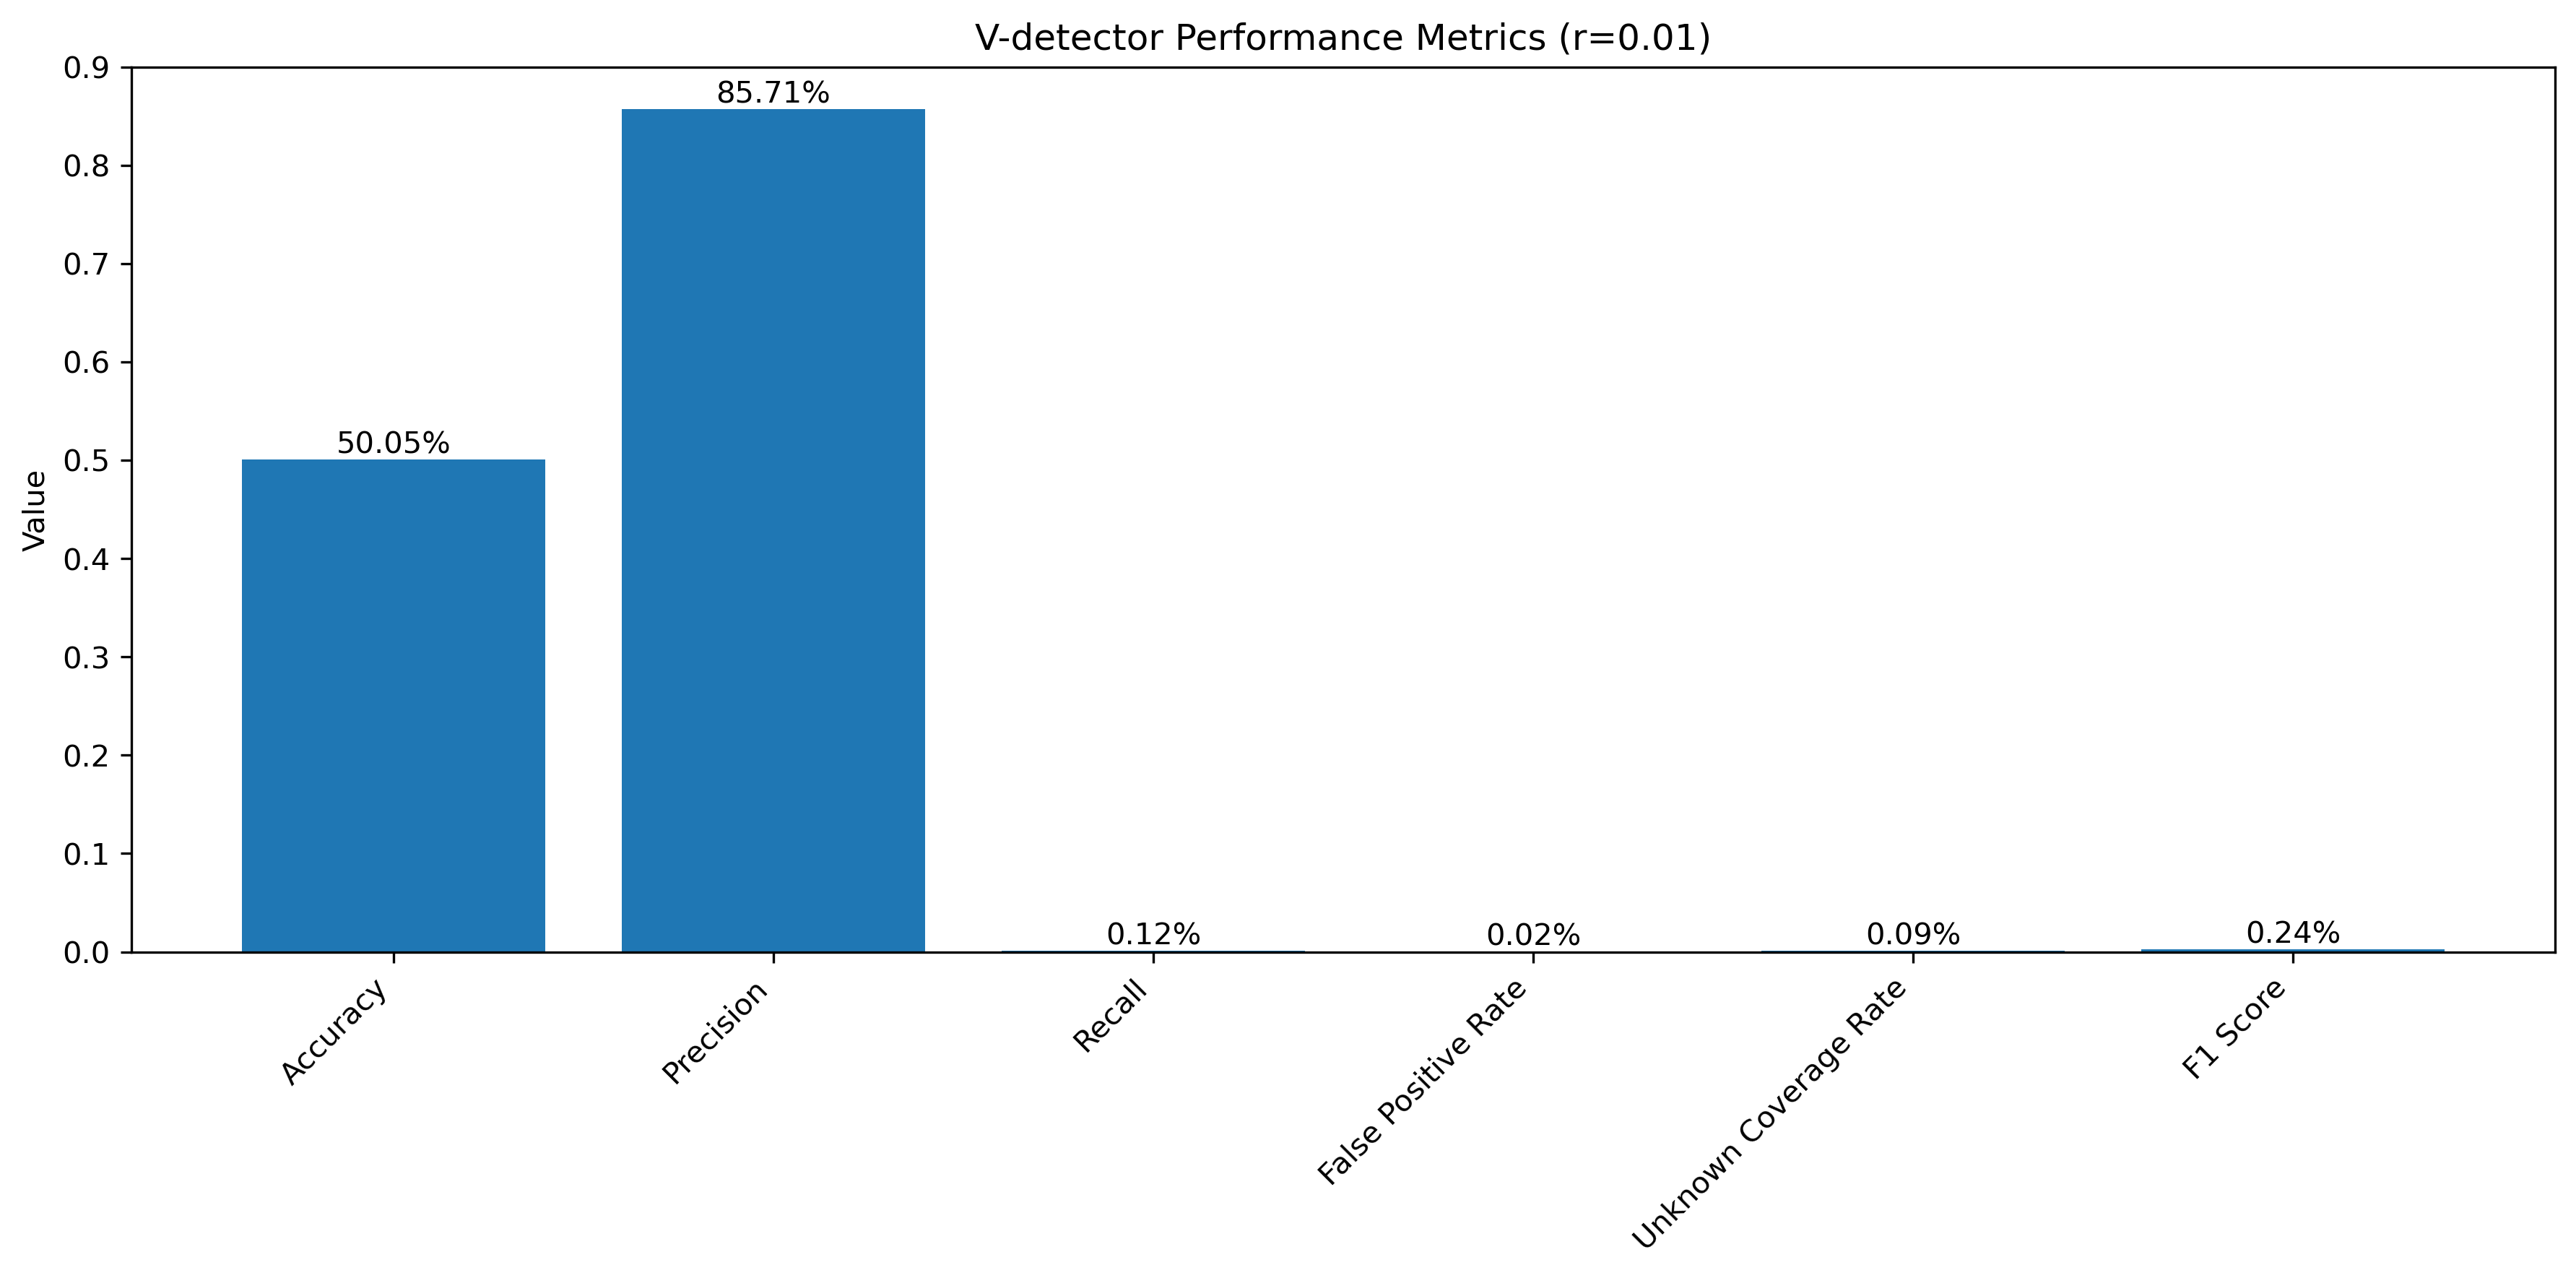 V-detector Performance Metrics (r=0.01)
Value
0.9
0.8
0.7
0.6
0.5
0.4
0.3
0.2
0.1
0.0
50.05%
85.71%
0.12%
0.02%
0.09%
0.24%
Accuracy
Precision
Recall
False Positive Rate
Unknown Coverage Rate
F1 Score